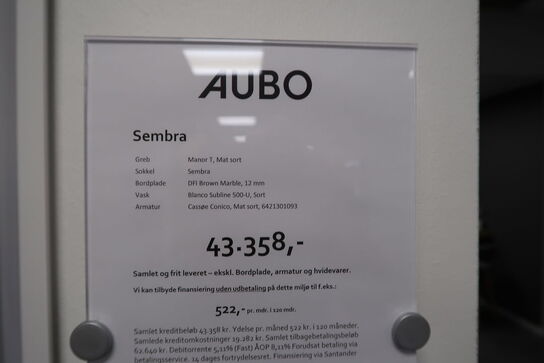 AUBO
Sembra
Greb Manor T, Mat sort
Sokkel Sembra
Bordplade DFI Brown Marble, 12 mm
Vask Blanco Subline 500-U, Sort
Armatur Cassøe Conico, Mat sort, 6421301093
43.358,-
Samlet og frit leveret – ekskl. Bordplade, armatur og hvidevarer.
Vi kan tilbyde finansiering uden udbetaling på dette miljø til f.eks.:
522,- pr. mdr. i 120 mdr.
Samlet kreditbeløb 43.358 kr. Ydelse pr. måned 522 kr. i 120 måneder.
Samlede kreditomkostninger 19.282 kr. Samlet tilbagebetalingsbeløb
62.640 kr. Debitorrente 5,11% (Fast) ÅOP 8,11% Forudsat betaling via
betalingsservice. 14 dages fortrydelsesret. Finansiering via Santander